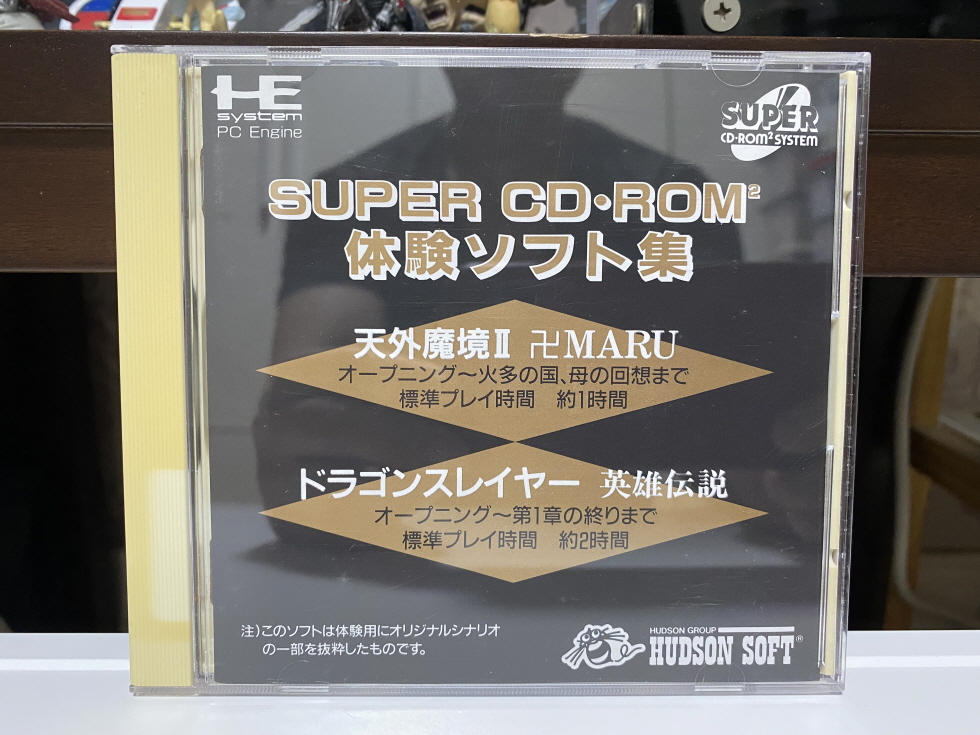 HE
system
PC Engine
SUPER
CD-ROM² SYSTEM
SUPER CD・ROM²
体験ソフト集
天外魔境Ⅱ 卍MARU
オープニング〜火多の国、母の回想まで
標準プレイ時間 約1時間
ドラゴンスレイヤー 英雄伝説
オープニング〜第1章の終りまで
標準プレイ時間 約2時間
注)このソフトは体験用にオリジナルシナリオ
の一部を抜粋したものです。
HUDSON GROUP
HUDSON SOFT®